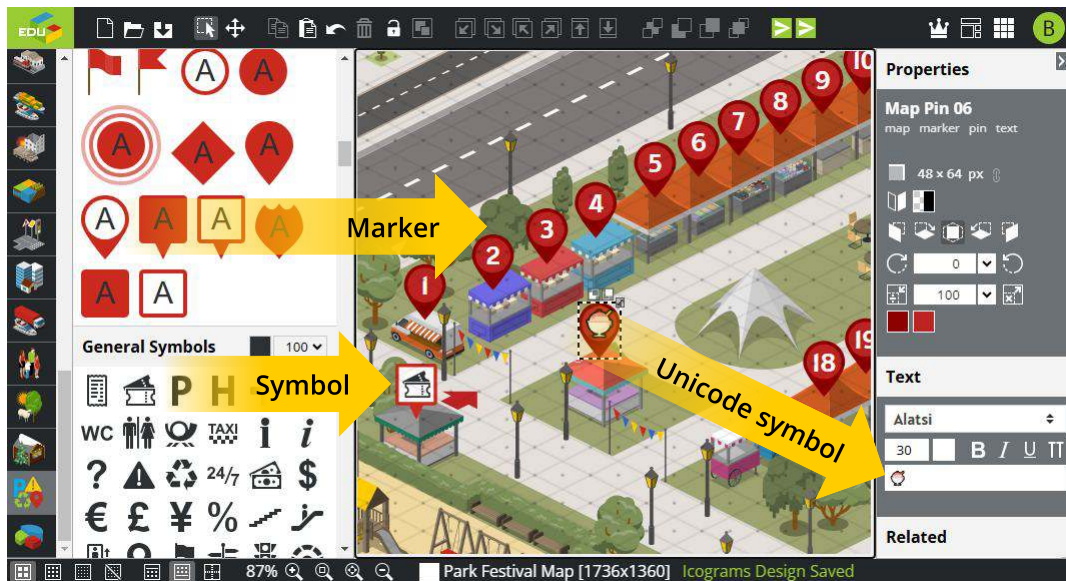 EDU
B
A A
A A A
A A A A
A A
General Symbols
100
P H
WC TAXI i i
? 24/7 $
€ £ ¥ %
Marker
Symbol
Unicode symbol
1
2
3
4
5
6
7
8
9
10
18
19
Properties
Map Pin 06
map marker pin text
48 × 64 px
0
100
Text
Alatsi
30 B I U TT
Related
87%
Park Festival Map [1736x1360] Icograms Design Saved